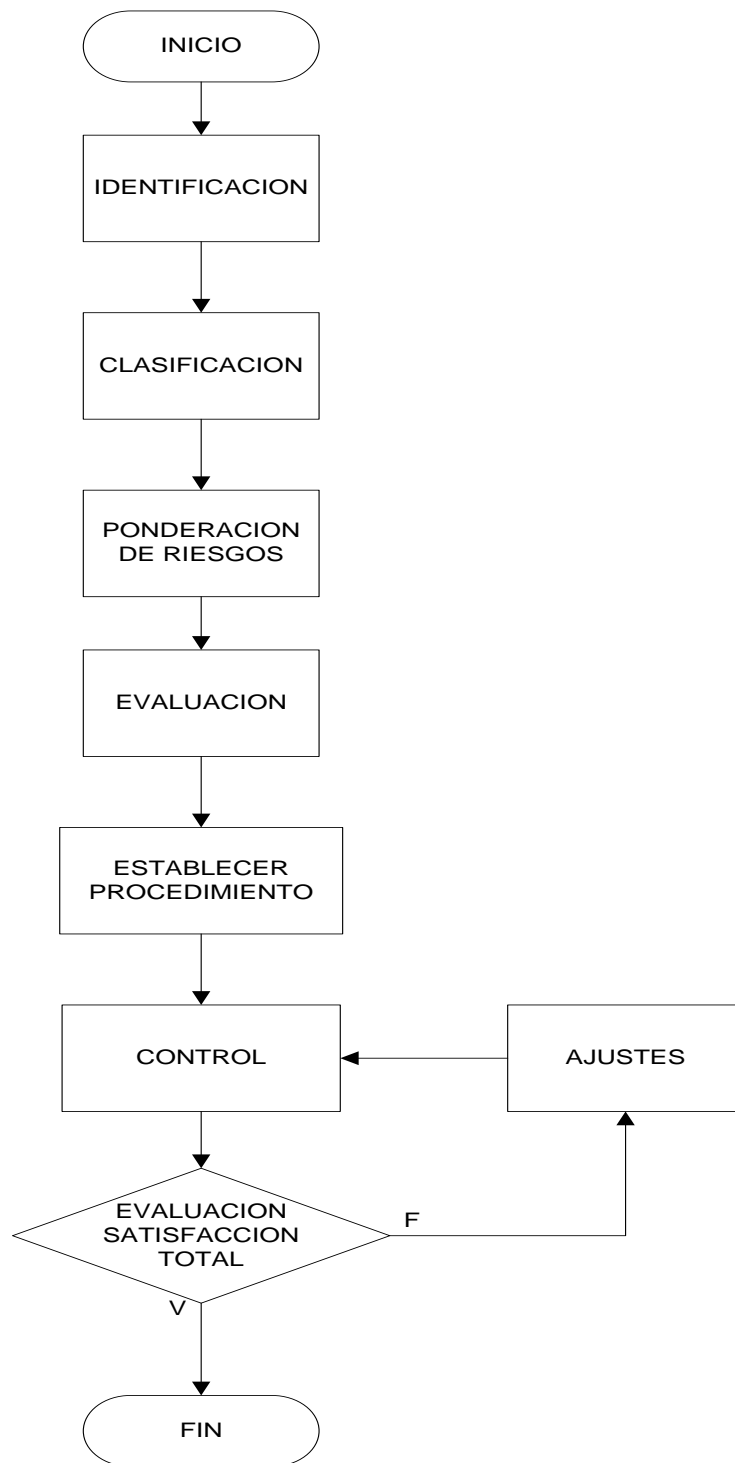 INICIO
IDENTIFICACION
CLASIFICACION
PONDERACION
DE RIESGOS
EVALUACION
ESTABLECER
PROCEDIMIENTO
CONTROL
AJUSTES
EVALUACION
SATISFACCION
TOTAL
F
V
FIN